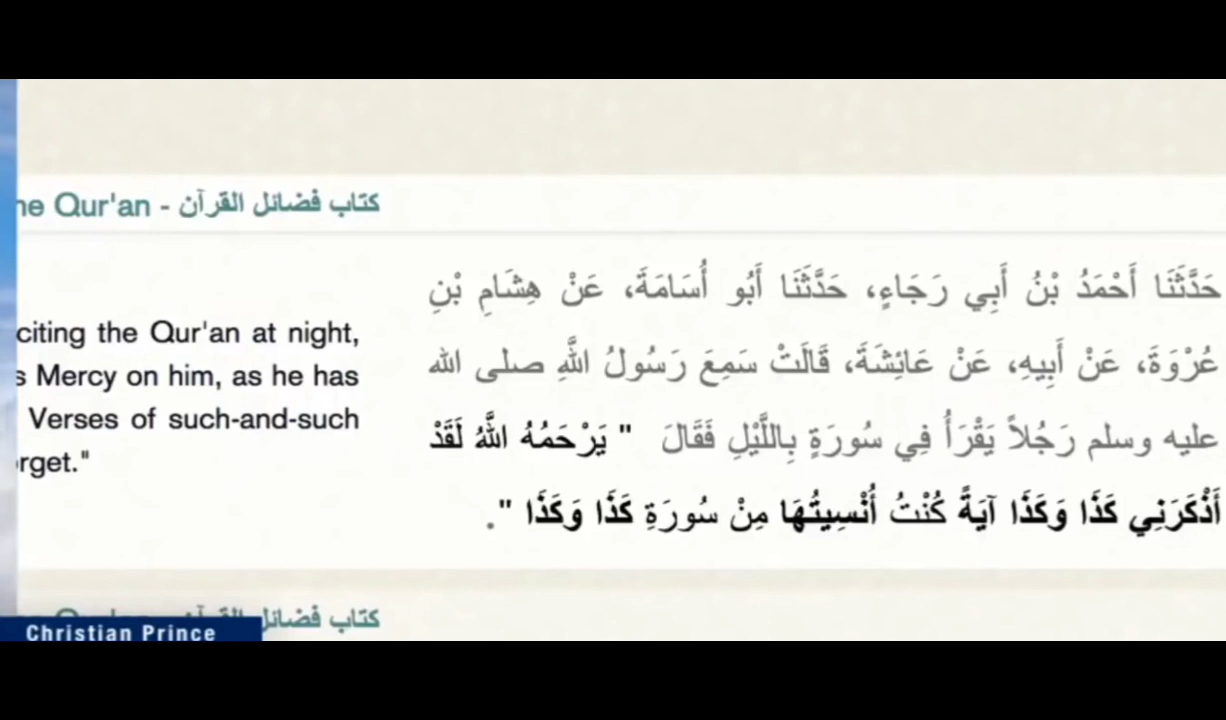 he Qur'an - كتاب فضائل القرآن
citing the Qur'an at night,
s Mercy on him, as he has
Verses of such-and-such
rget."
حَدَّثَنَا أَحْمَدُ بْنُ أَبِي رَجَاءٍ، حَدَّثَنَا أَبُو أُسَامَةَ، عَنْ هِشَامِ بْنِ
عُرْوَةَ، عَنْ أَبِيهِ، عَنْ عَائِشَةَ، قَالَتْ سَمِعَ رَسُولُ اللَّهِ صلى الله
عليه وسلم رَجُلاً يَقْرَأُ فِي سُورَةٍ بِاللَّيْلِ فَقَالَ " يَرْحَمُهُ اللَّهُ لَقَدْ
أَذْكَرَنِي كَذَا وَكَذَا آيَةً كُنْتُ أُنْسِيتُهَا مِنْ سُورَةِ كَذَا وَكَذَا ".
كتاب فضائل القرآن
Christian Prince